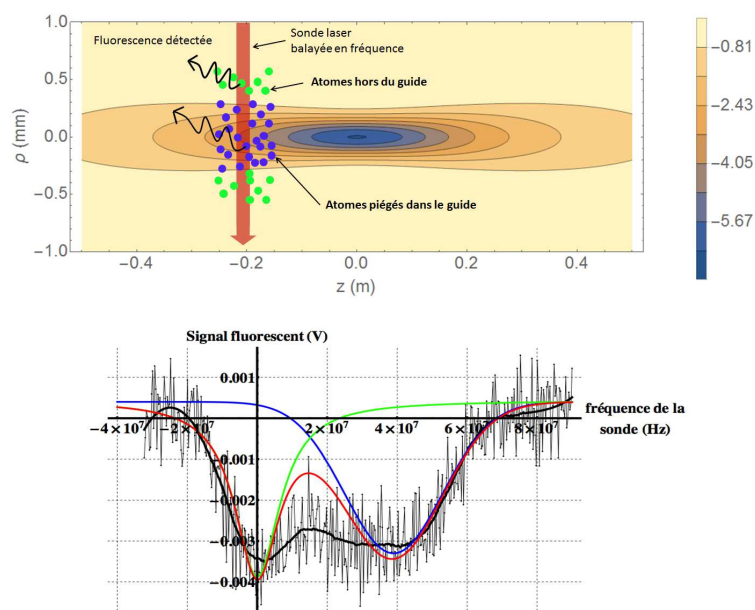 1.0
0.5
0.0
−0.5
−1.0
ρ (mm)
Fluorescence détectée
Sonde laser
balayée en fréquence
Atomes hors du guide
Atomes piégés dans le guide
−0.4
−0.2
0.0
0.2
0.4
z (m)
−0.81
−2.43
−4.05
−5.67
Signal fluorescent (V)
0.001
−4×10⁷
−2×10⁷
2×10⁷
4×10⁷
6×10⁷
8×10⁷
fréquence de la
sonde (Hz)
−0.001
−0.002
−0.003
−0.004